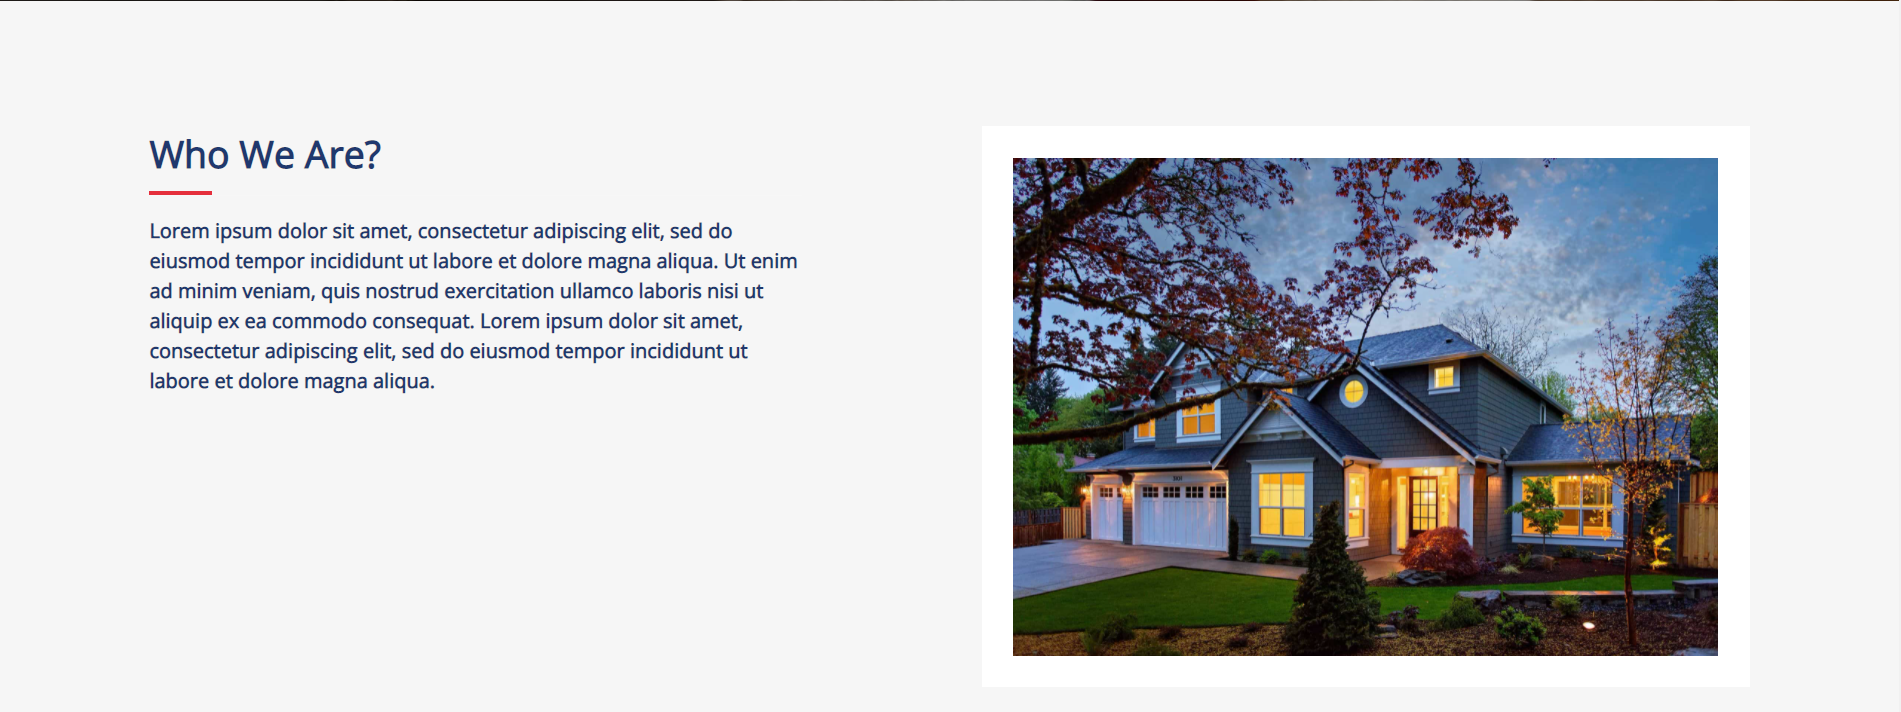 Who We Are?
Lorem ipsum dolor sit amet, consectetur adipiscing elit, sed do
eiusmod tempor incididunt ut labore et dolore magna aliqua. Ut enim
ad minim veniam, quis nostrud exercitation ullamco laboris nisi ut
aliquip ex ea commodo consequat. Lorem ipsum dolor sit amet,
consectetur adipiscing elit, sed do eiusmod tempor incididunt ut
labore et dolore magna aliqua.